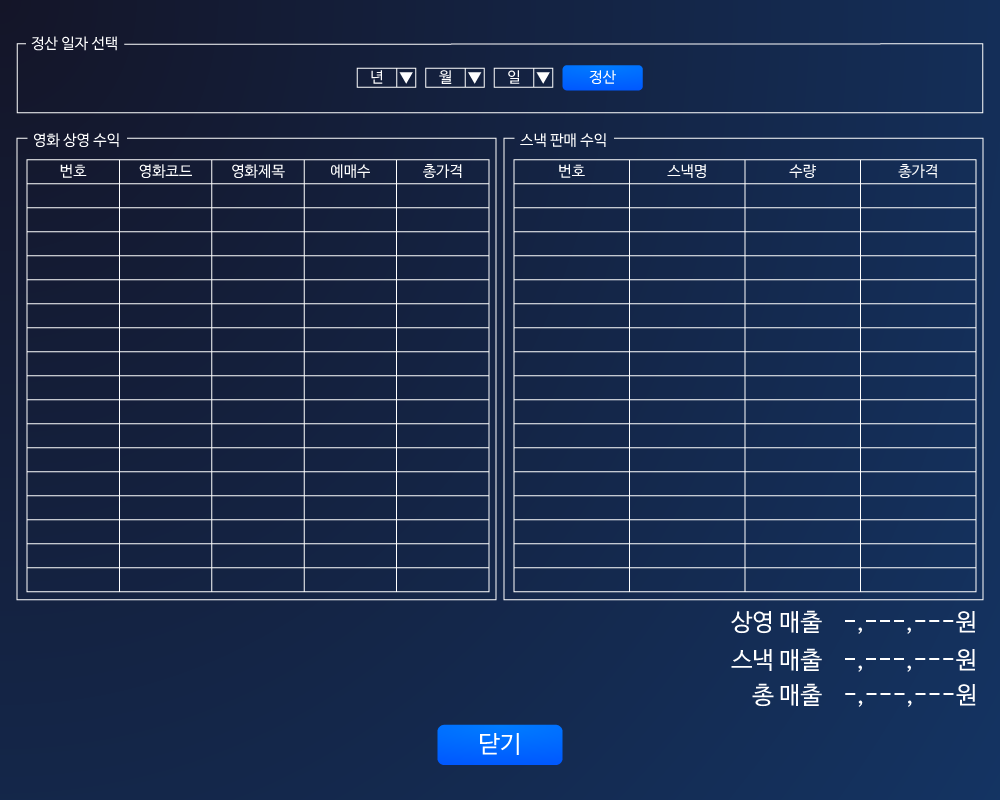 정산 일자 선택
년 ▼ 월 ▼ 일 ▼ 정산
영화 상영 수익
번호 영화코드 영화제목 예매수 총가격
스낵 판매 수익
번호 스낵명 수량 총가격
상영 매출 -,---,---원
스낵 매출 -,---,---원
총 매출 -,---,---원
닫기